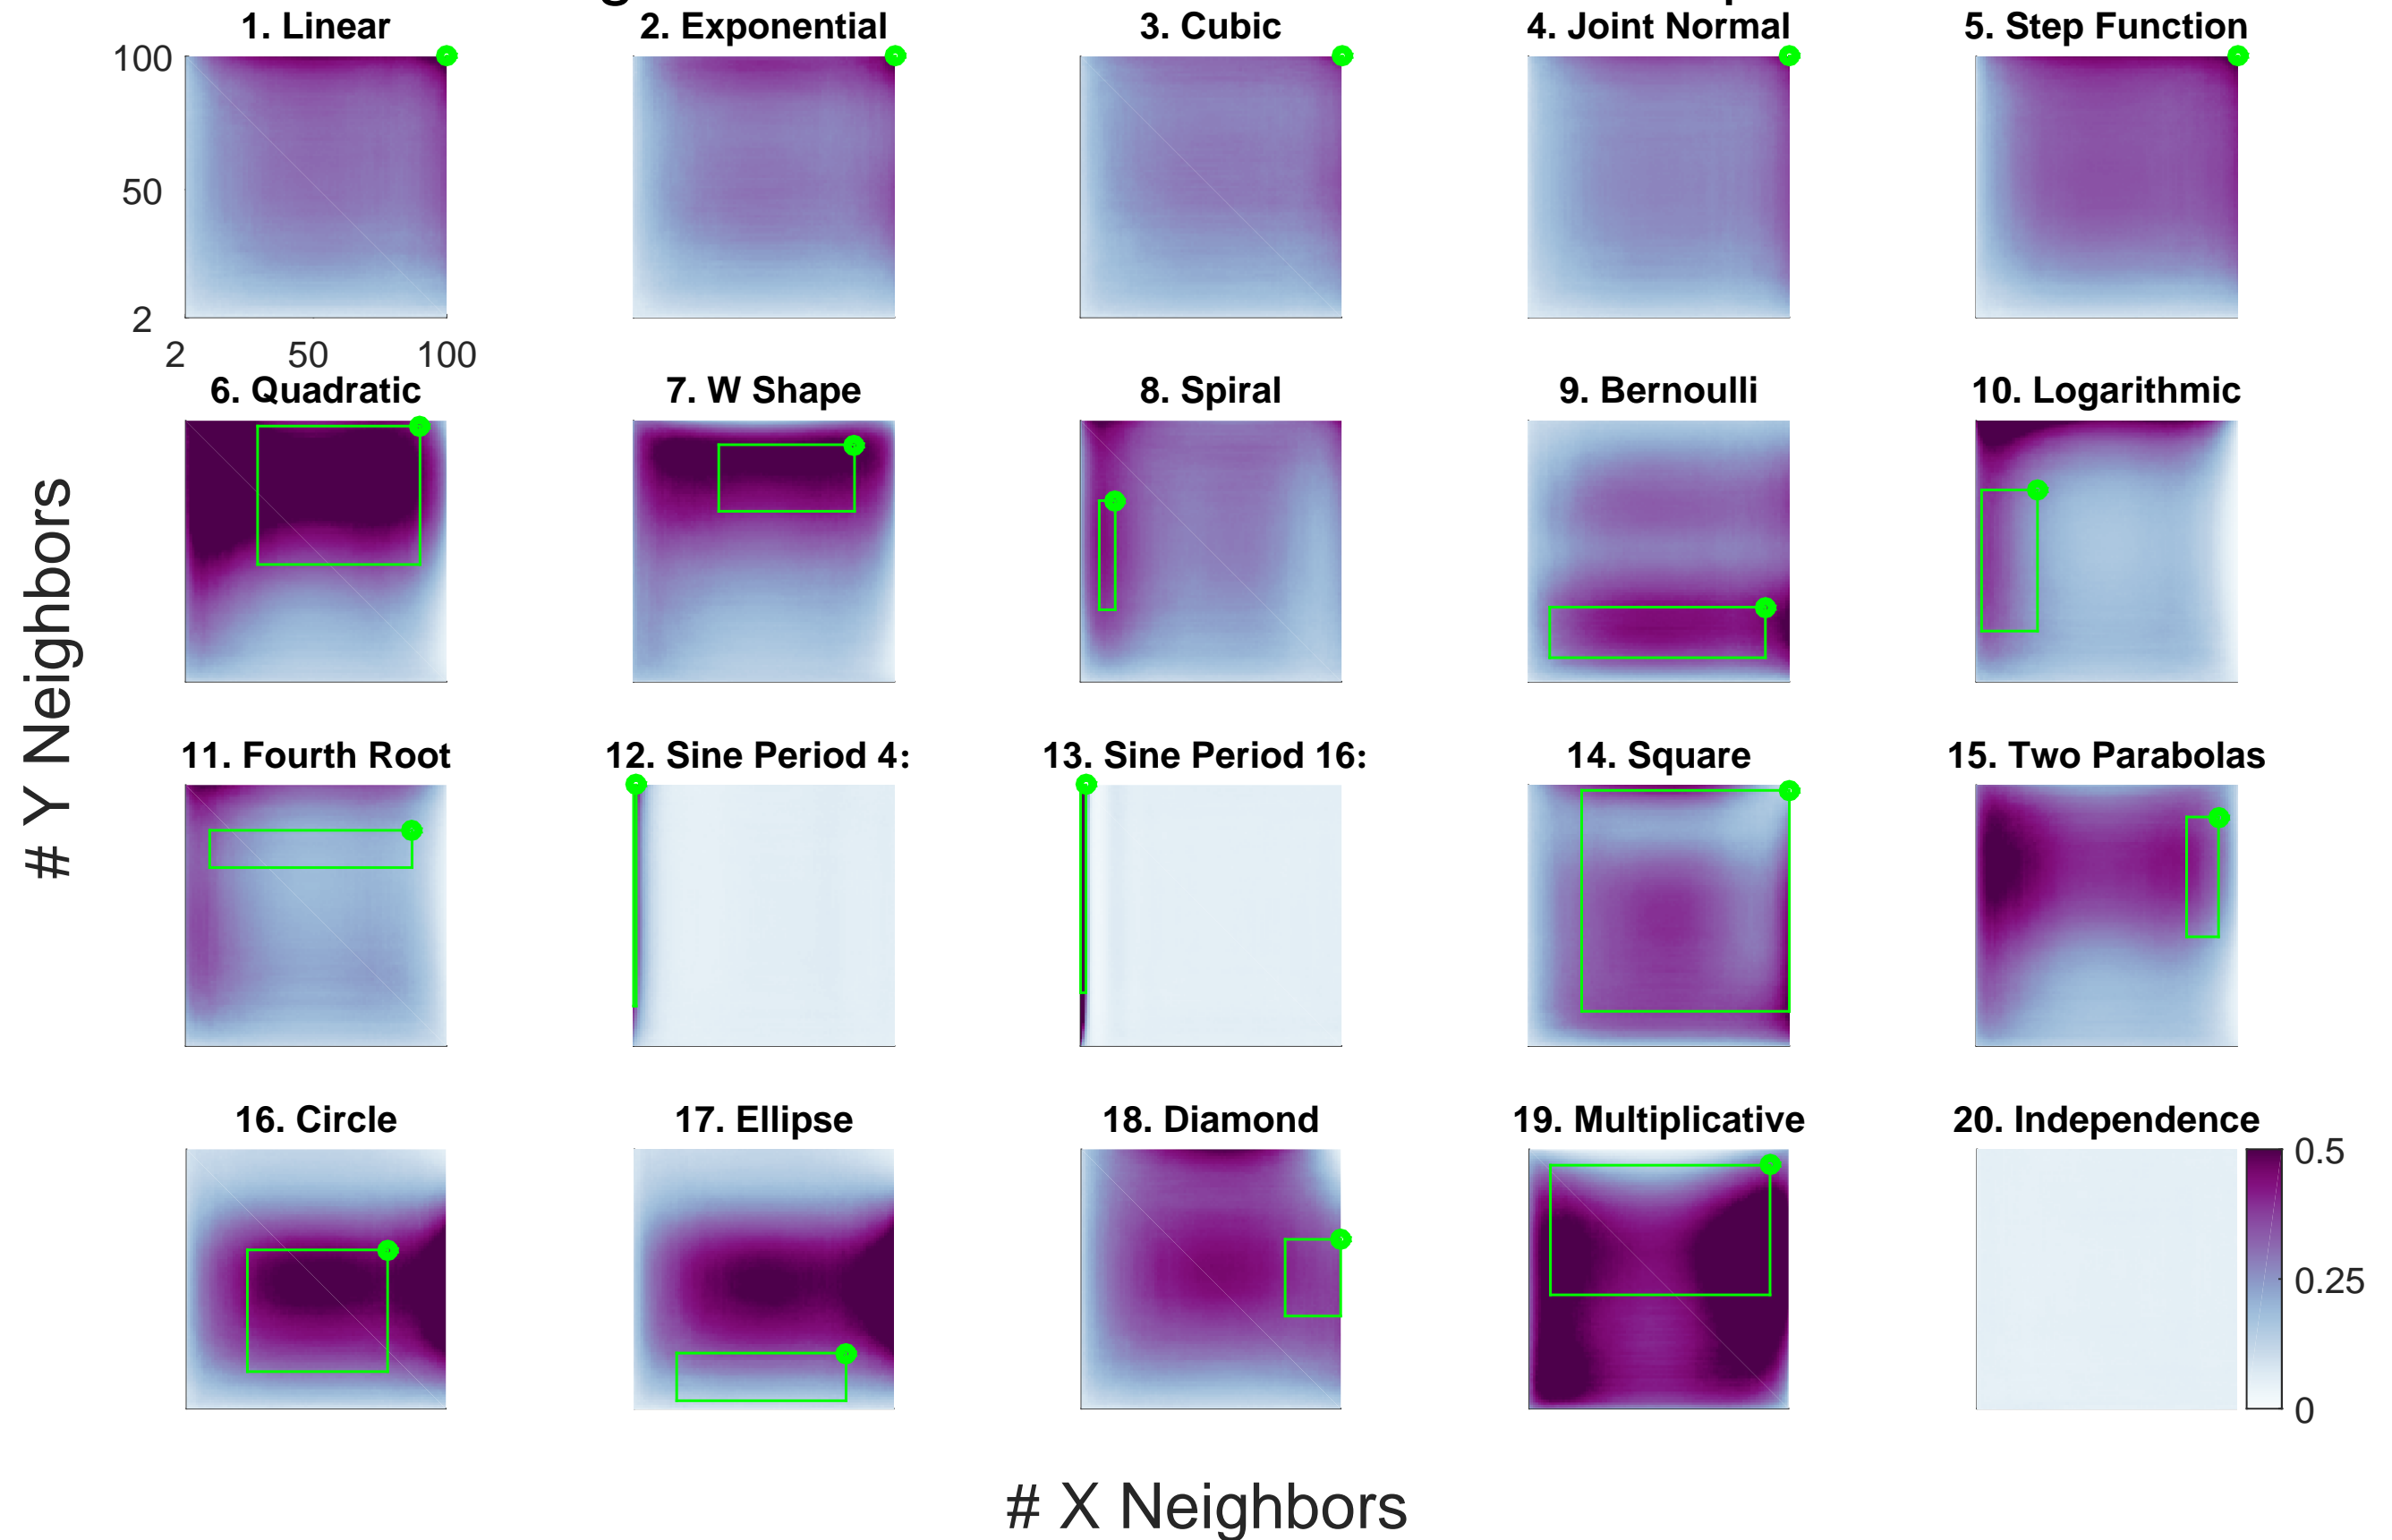 1. Linear
2. Exponential
3. Cubic
4. Joint Normal
5. Step Function
100
50
2
2 50 100
6. Quadratic
7. W Shape
8. Spiral
9. Bernoulli
10. Logarithmic
# Y Neighbors
11. Fourth Root
12. Sine Period 4:
13. Sine Period 16:
14. Square
15. Two Parabolas
16. Circle
17. Ellipse
18. Diamond
19. Multiplicative
20. Independence
0.5
0.25
0
# X Neighbors